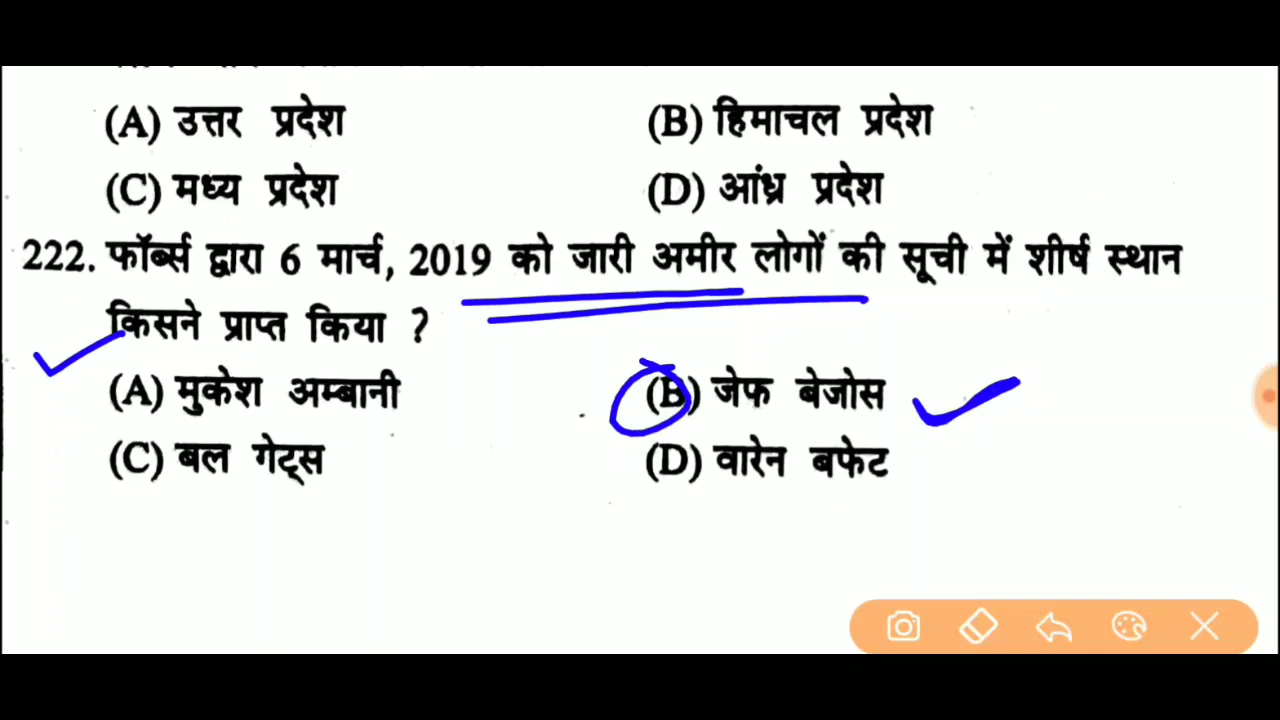 (A) उत्तर प्रदेश (B) हिमाचल प्रदेश
(C) मध्य प्रदेश (D) आंध्र प्रदेश
222. फॉर्ब्स द्वारा 6 मार्च, 2019 को जारी अमीर लोगों की सूची में शीर्ष स्थान
किसने प्राप्त किया ?
(A) मुकेश अम्बानी (B) जेफ बेजोस
(C) बल गेट्स (D) वारेन बफेट